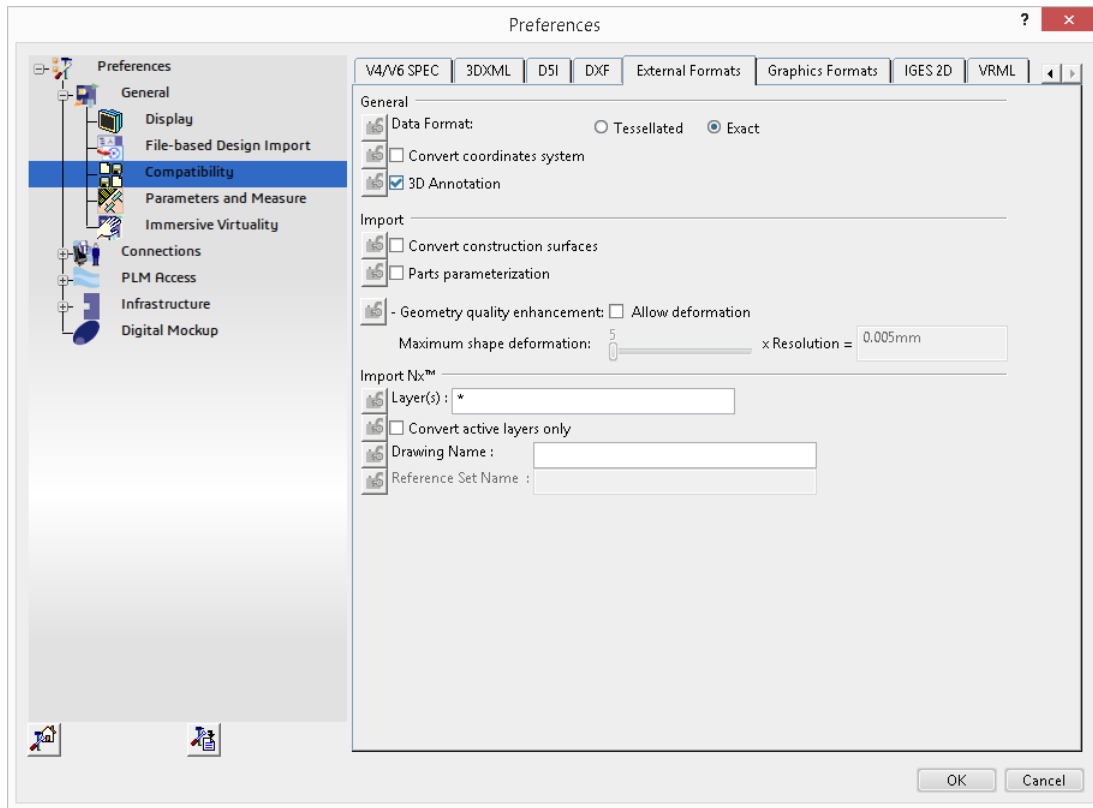 Preferences
?
Preferences
General
Display
File-based Design Import
Compatibility
Parameters and Measure
Immersive Virtuality
Connections
PLM Access
Infrastructure
Digital Mockup
V4/V6 SPEC 3DXML D5I DXF External Formats Graphics Formats IGES 2D VRML
General
Data Format: Tessellated Exact
Convert coordinates system
3D Annotation
Import
Convert construction surfaces
Parts parameterization
- Geometry quality enhancement: Allow deformation
Maximum shape deformation: 5 x Resolution = 0.005mm
Import Nx™
Layer(s) : *
Convert active layers only
Drawing Name :
Reference Set Name :
OK Cancel